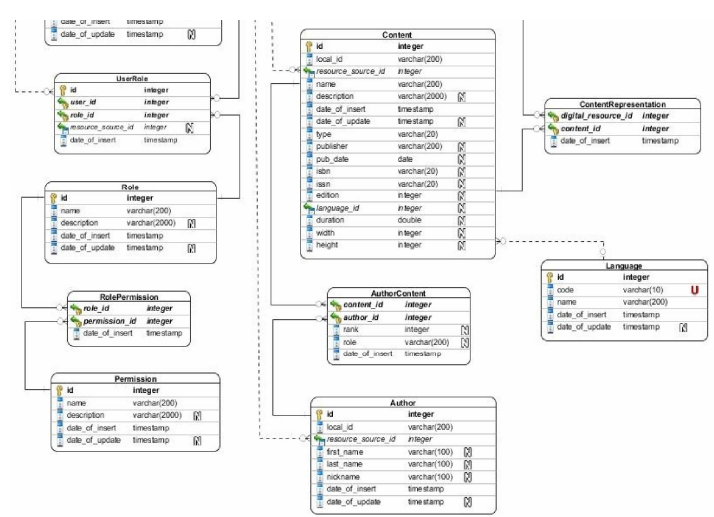 date_of_insert timestamp
date_of_update timestamp N
UserRole
id integer
user_id integer
role_id integer
resource_source_id integer N
date_of_insert timestamp
Role
id integer
name varchar(200)
description varchar(2000) N
date_of_insert timestamp
date_of_update timestamp N
RolePermission
role_id integer
permission_id integer
date_of_insert timestamp
Permission
id integer
name varchar(200)
description varchar(2000) N
date_of_insert timestamp
date_of_update timestamp N
Content
id integer
local_id varchar(200)
resource_source_id integer
name varchar(200)
description varchar(2000) N
date_of_insert timestamp
date_of_update timestamp N
type varchar(20)
publisher varchar(200) N
pub_date date N
isbn varchar(20) N
issn varchar(20) N
edition integer N
language_id integer N
duration double N
width integer N
height integer N
AuthorContent
content_id integer
author_id integer
rank integer N
role varchar(200) N
date_of_insert timestamp
Author
id integer
local_id varchar(200)
resource_source_id integer
first_name varchar(100) N
last_name varchar(100) N
nickname varchar(100) N
date_of_insert timestamp
date_of_update timestamp N
ContentRepresentation
digital_resource_id integer
content_id integer
date_of_insert timestamp
Language
id integer
code varchar(10) U
name varchar(200)
date_of_insert timestamp
date_of_update timestamp N